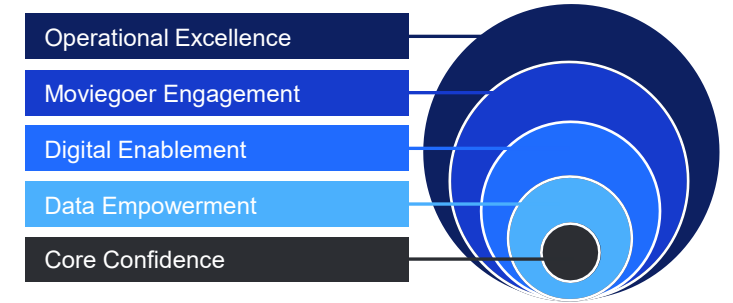 Operational Excellence
Moviegoer Engagement
Digital Enablement
Data Empowerment
Core Confidence